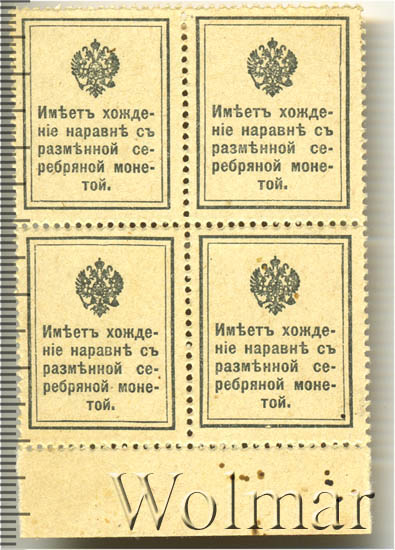 Имѣетъ хожде-
ніе наравнѣ съ
размѣнной се-
ребряной моне-
той.
Имѣетъ хожде-
ніе наравнѣ съ
размѣнной се-
ребряной моне-
той.
Имѣетъ хожде-
ніе наравнѣ съ
размѣнной се-
ребряной моне-
той.
Имѣетъ хожде-
ніе наравнѣ съ
размѣнной се-
ребряной моне-
той.
Wolmar